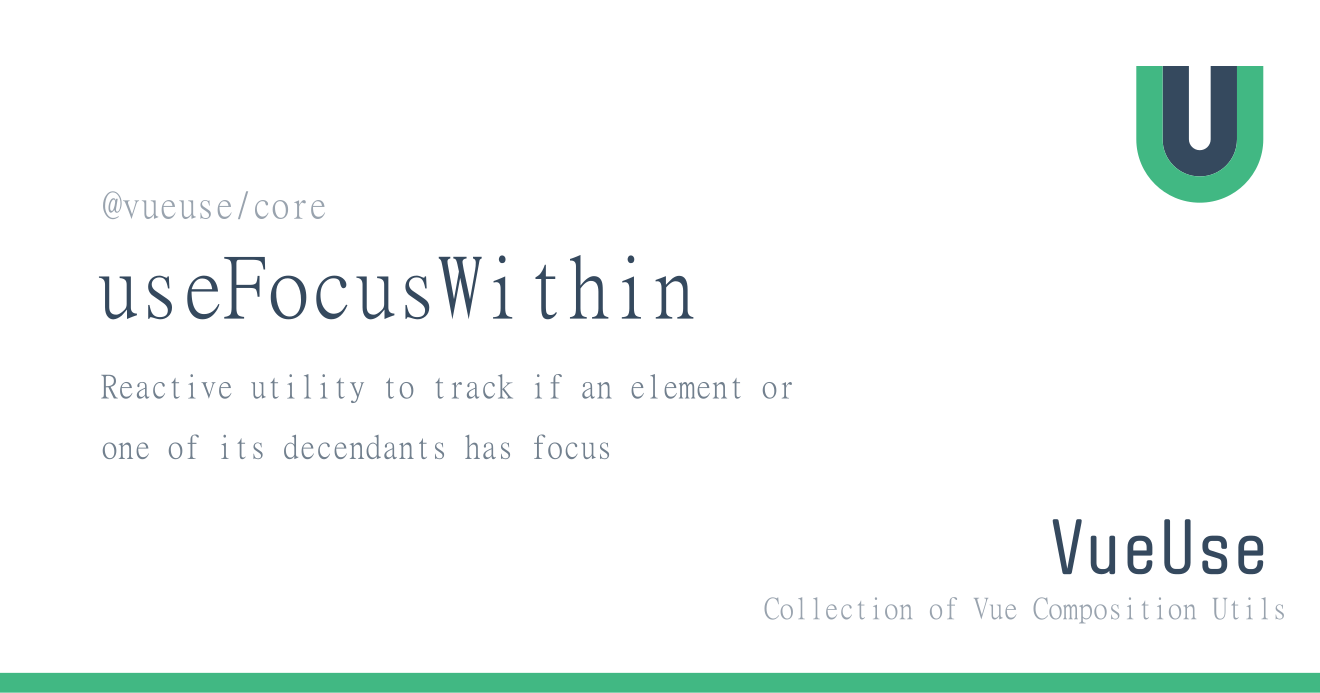 @vueuse/core
useFocusWithin
Reactive utility to track if an element or
one of its decendants has focus
VueUse
Collection of Vue Composition Utils